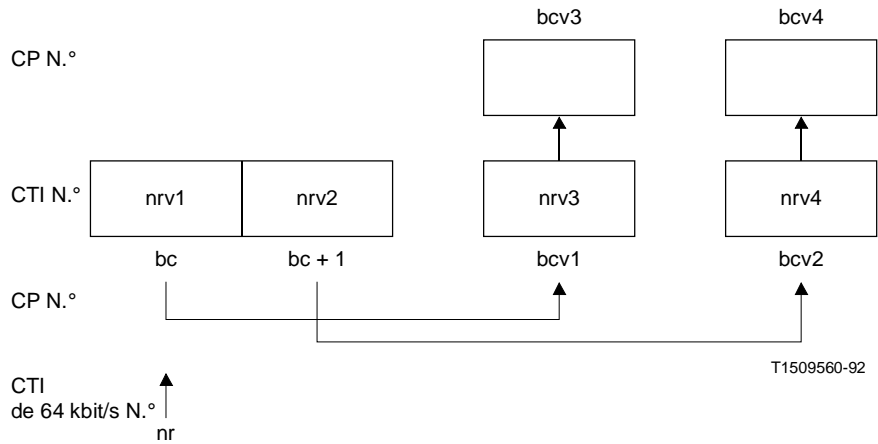 bcv3 bcv4
CP N.°
CTI N.° nrv1 nrv2 nrv3 nrv4
bc bc + 1 bcv1 bcv2
CP N.°
T1509560-92
CTI
de 64 kbit/s N.°
nr